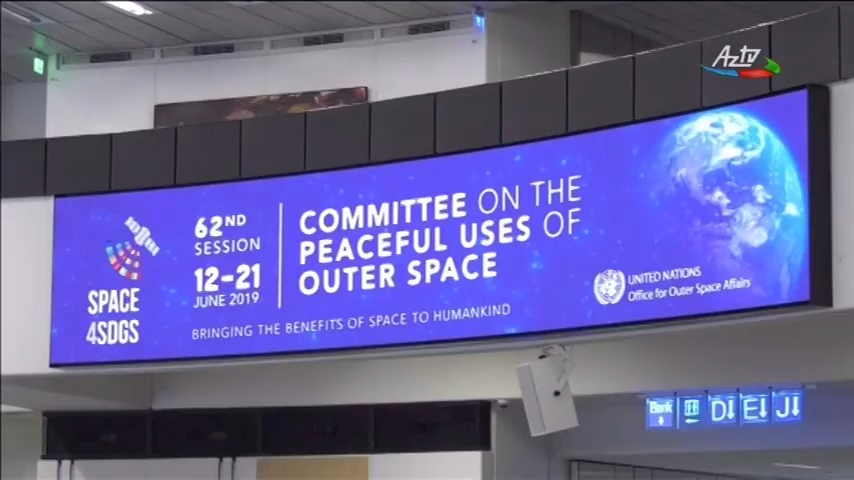 AzTV
62ND
SESSION
12-21
JUNE 2019
COMMITTEE ON THE
PEACEFUL USES OF
OUTER SPACE
SPACE
4SDGS
BRINGING THE BENEFITS OF SPACE TO HUMANKIND
UNITED NATIONS
Office for Outer Space Affairs
Bank
D
E
J